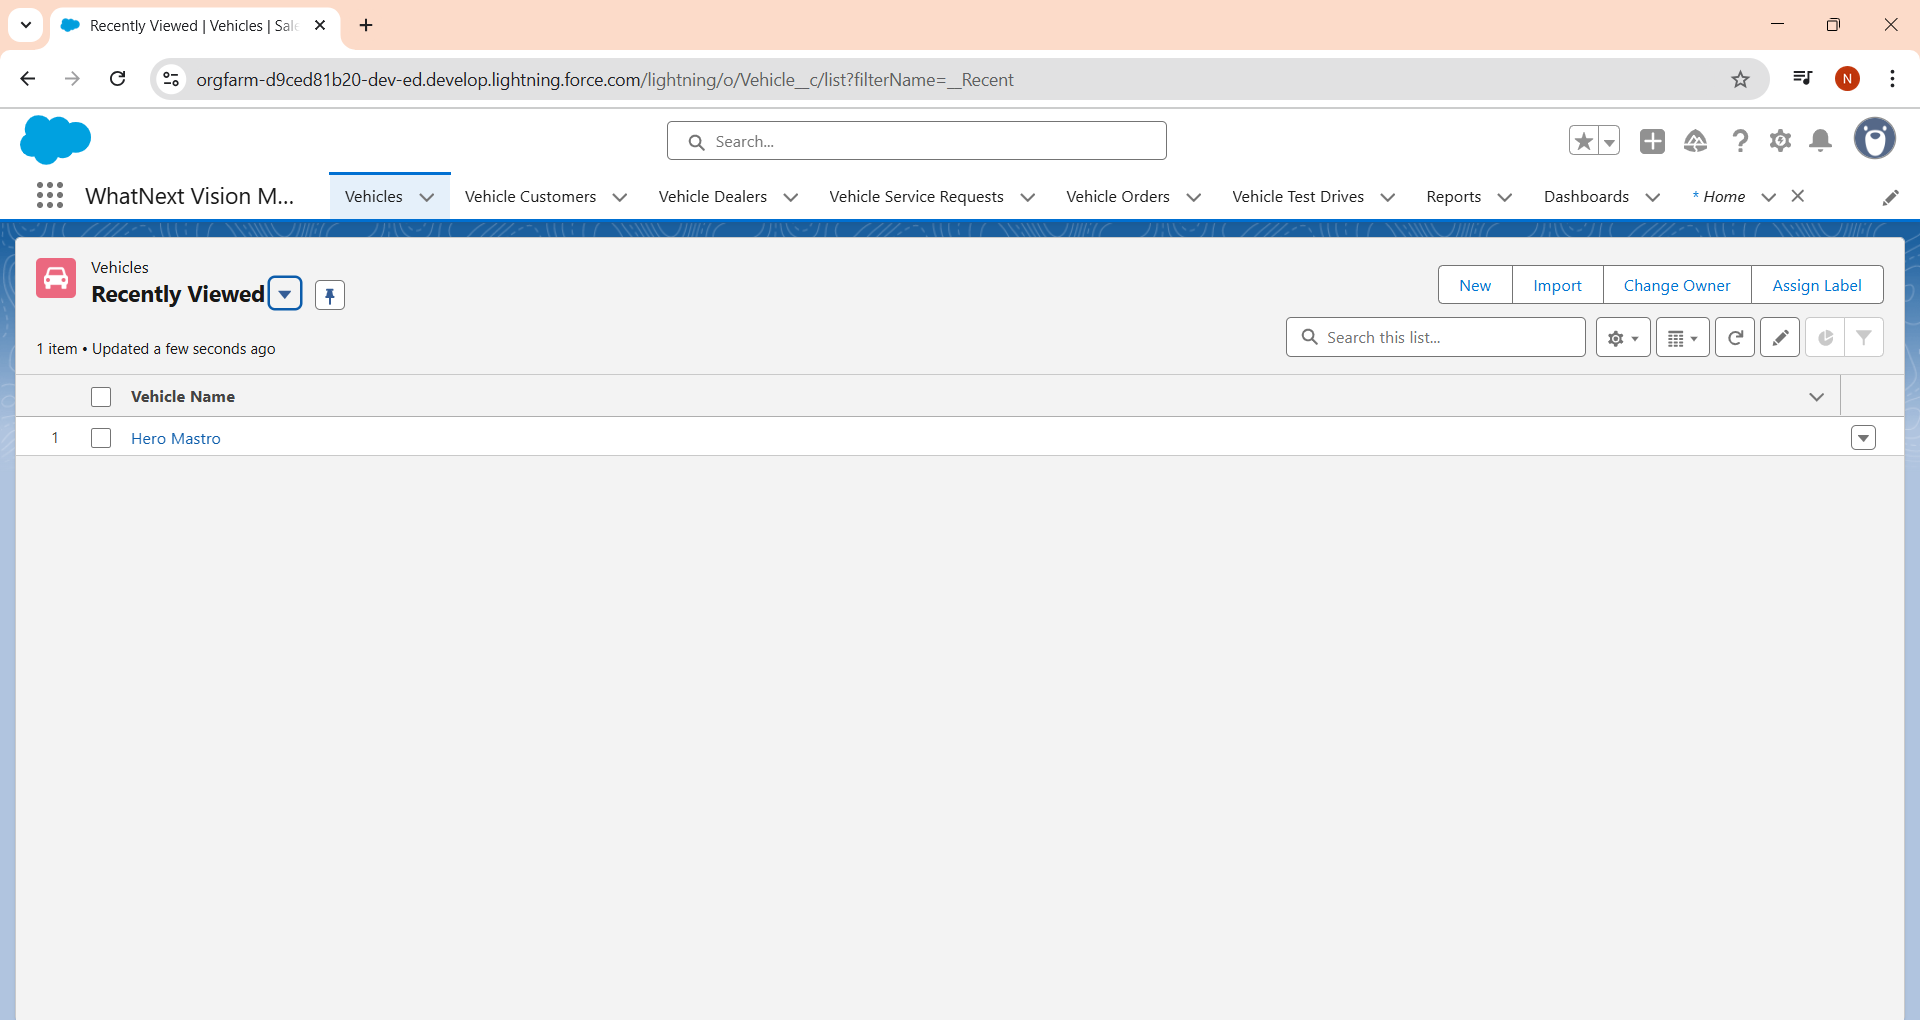 Recently Viewed | Vehicles | Sale
orgfarm-d9ced81b20-dev-ed.develop.lightning.force.com/lightning/o/Vehicle__c/list?filterName=__Recent
N
Search...
WhatNext Vision M...
Vehicles
Vehicle Customers
Vehicle Dealers
Vehicle Service Requests
Vehicle Orders
Vehicle Test Drives
Reports
Dashboards
* Home
Vehicles
Recently Viewed
New
Import
Change Owner
Assign Label
1 item • Updated a few seconds ago
Search this list...
Vehicle Name
1
Hero Mastro